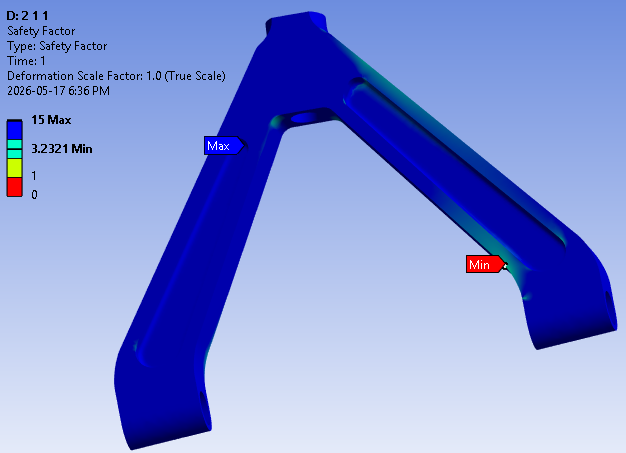 D: 2 1 1
Safety Factor
Type: Safety Factor
Time: 1
Deformation Scale Factor: 1.0 (True Scale)
2026-05-17 6:36 PM
15 Max
3.2321 Min
1
0
Max
Min